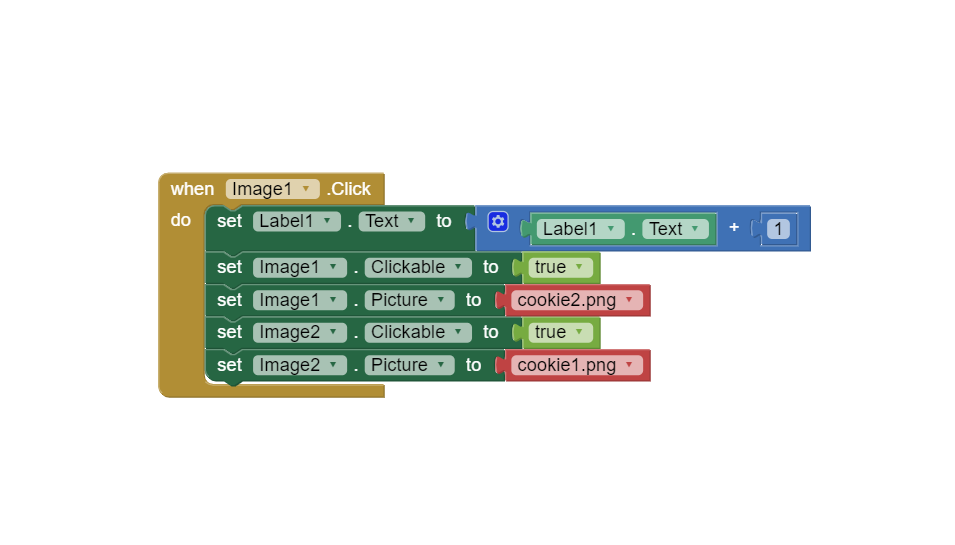 when Image1 .Click
do set Label1 . Text to Label1 . Text + 1
set Image1 . Clickable to true
set Image1 . Picture to cookie2.png
set Image2 . Clickable to true
set Image2 . Picture to cookie1.png